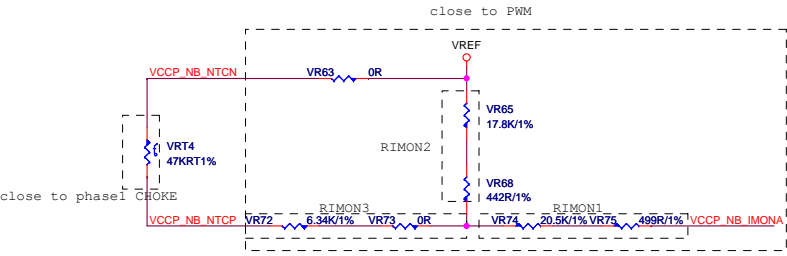 close to PWM
VREF
VCCP_NB_NTCN
VR63
0R
VR65
17.8K/1%
RIMON2
VRT4
47KRT1%
t
VR68
442R/1%
close to phase1 CHOKE
RIMON3
RIMON1
VCCP_NB_NTCP
VR72
6.34K/1%
VR73
0R
VR74
20.5K/1%
VR75
499R/1%
VCCP_NB_IMONA